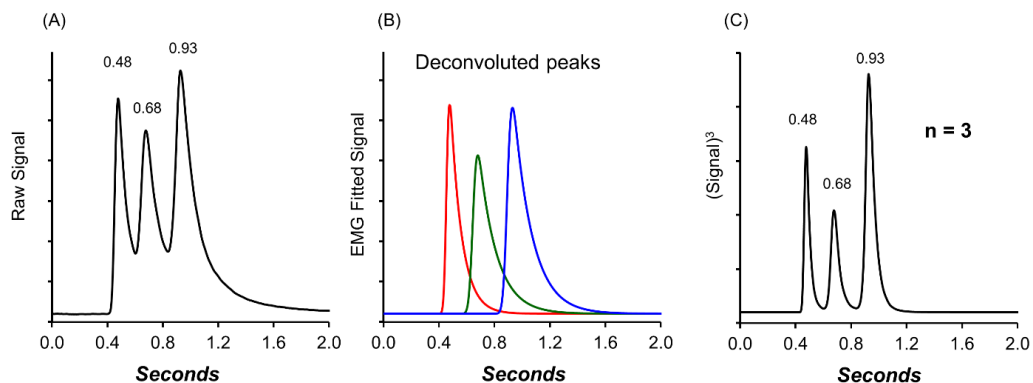 (A)
Raw Signal
0.48
0.68
0.93
0.0 0.4 0.8 1.2 1.6 2.0
Seconds
(B)
Deconvoluted peaks
EMG Fitted Signal
0.0 0.4 0.8 1.2 1.6 2.0
Seconds
(C)
(Signal)³
0.48
0.68
0.93
n = 3
0.0 0.4 0.8 1.2 1.6 2.0
Seconds